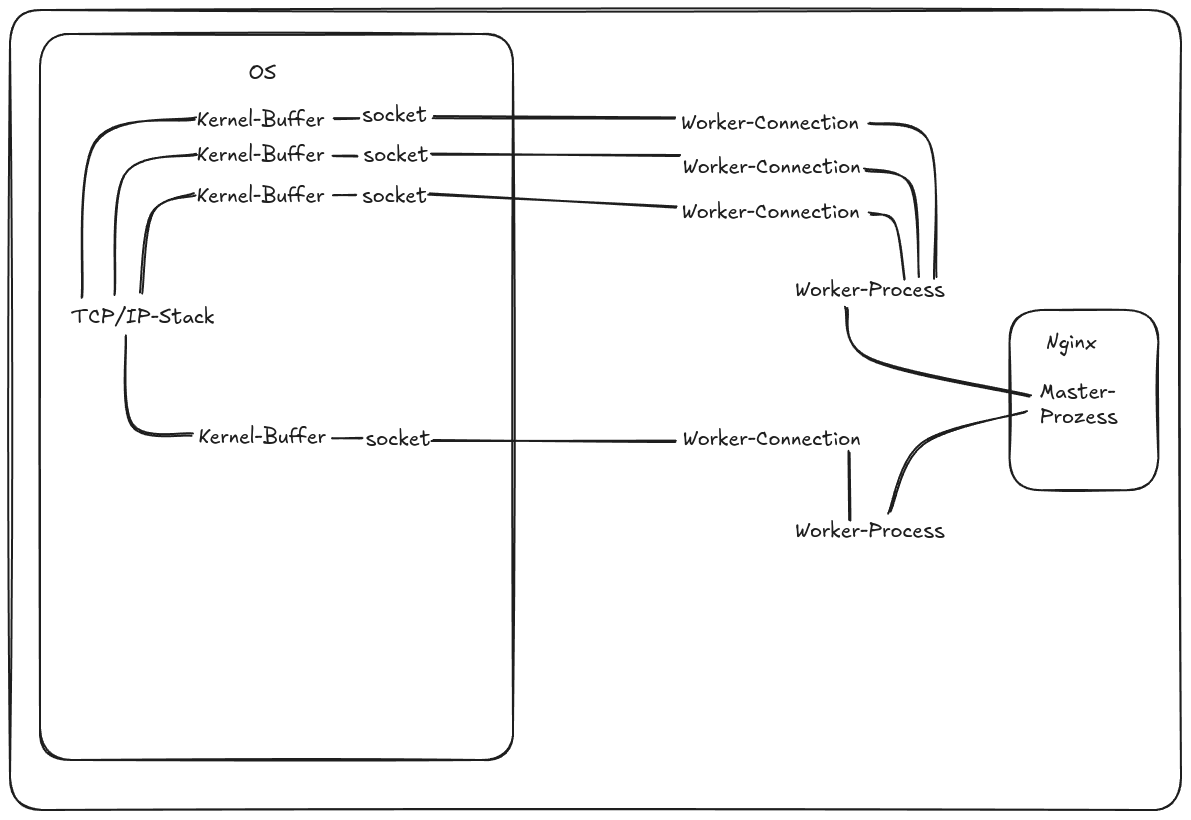 OS
Kernel-Buffer socket Worker-Connection
Kernel-Buffer socket Worker-Connection
Kernel-Buffer socket Worker-Connection
Worker-Process
TCP/IP-Stack
Nginx
Master-
Prozess
Kernel-Buffer socket Worker-Connection
Worker-Process